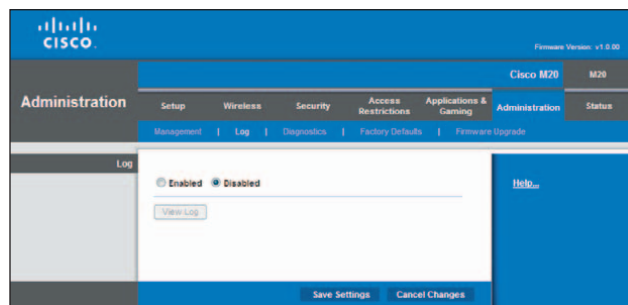 CISCO
Firmware Version: v1.0.00
Cisco M20 M20
Administration
Setup Wireless Security Access Restrictions Applications & Gaming Administration Status
Management | Log | Diagnostics | Factory Defaults | Firmware Upgrade
Log
Enabled Disabled
Help...
View Log
Save Settings Cancel Changes